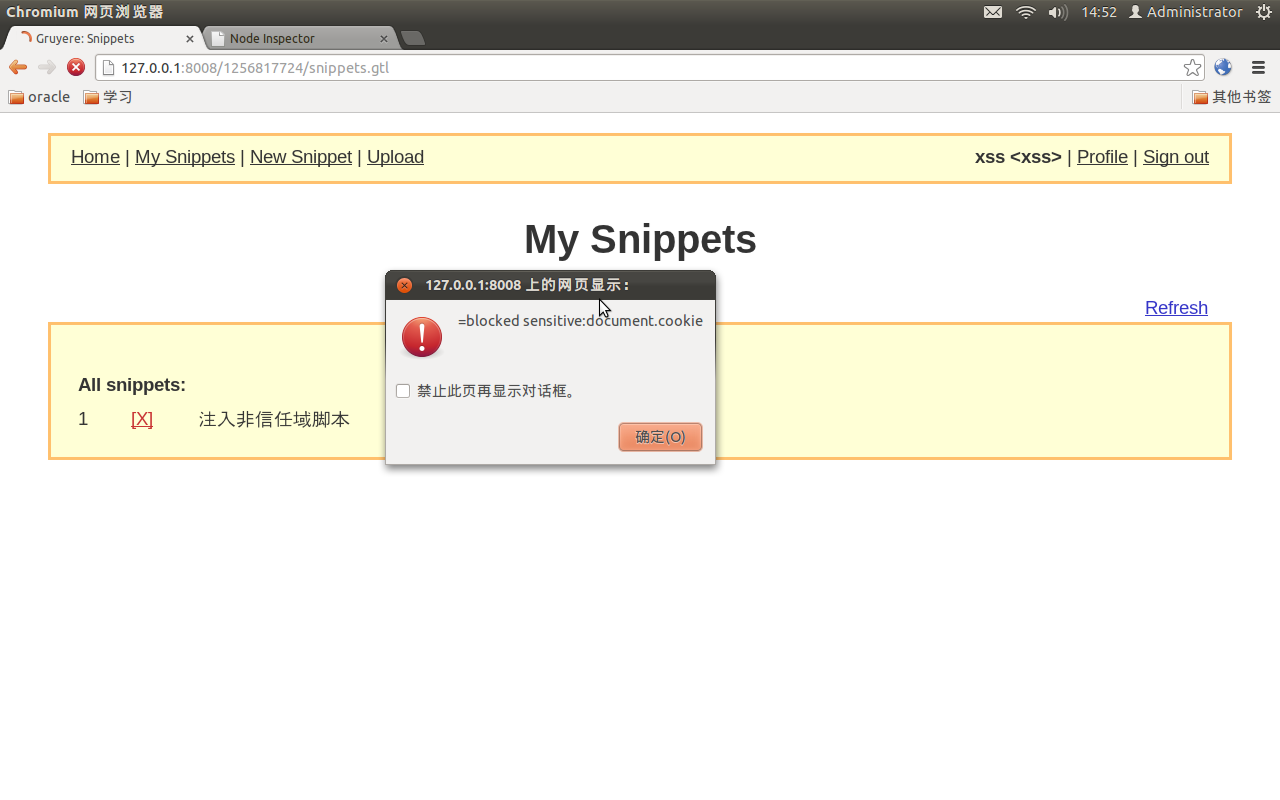 Chromium 网页浏览器 14:52 Administrator
Gruyere: Snippets Node Inspector
127.0.0.1:8008/1256817724/snippets.gtl
oracle 学习 其他书签
Home | My Snippets | New Snippet | Upload xss <xss> | Profile | Sign out
My Snippets
127.0.0.1:8008 上的网页显示：
=blocked sensitive:document.cookie
禁止此页再显示对话框。
确定(O)
Refresh
All snippets:
1 [X] 注入非信任域脚本